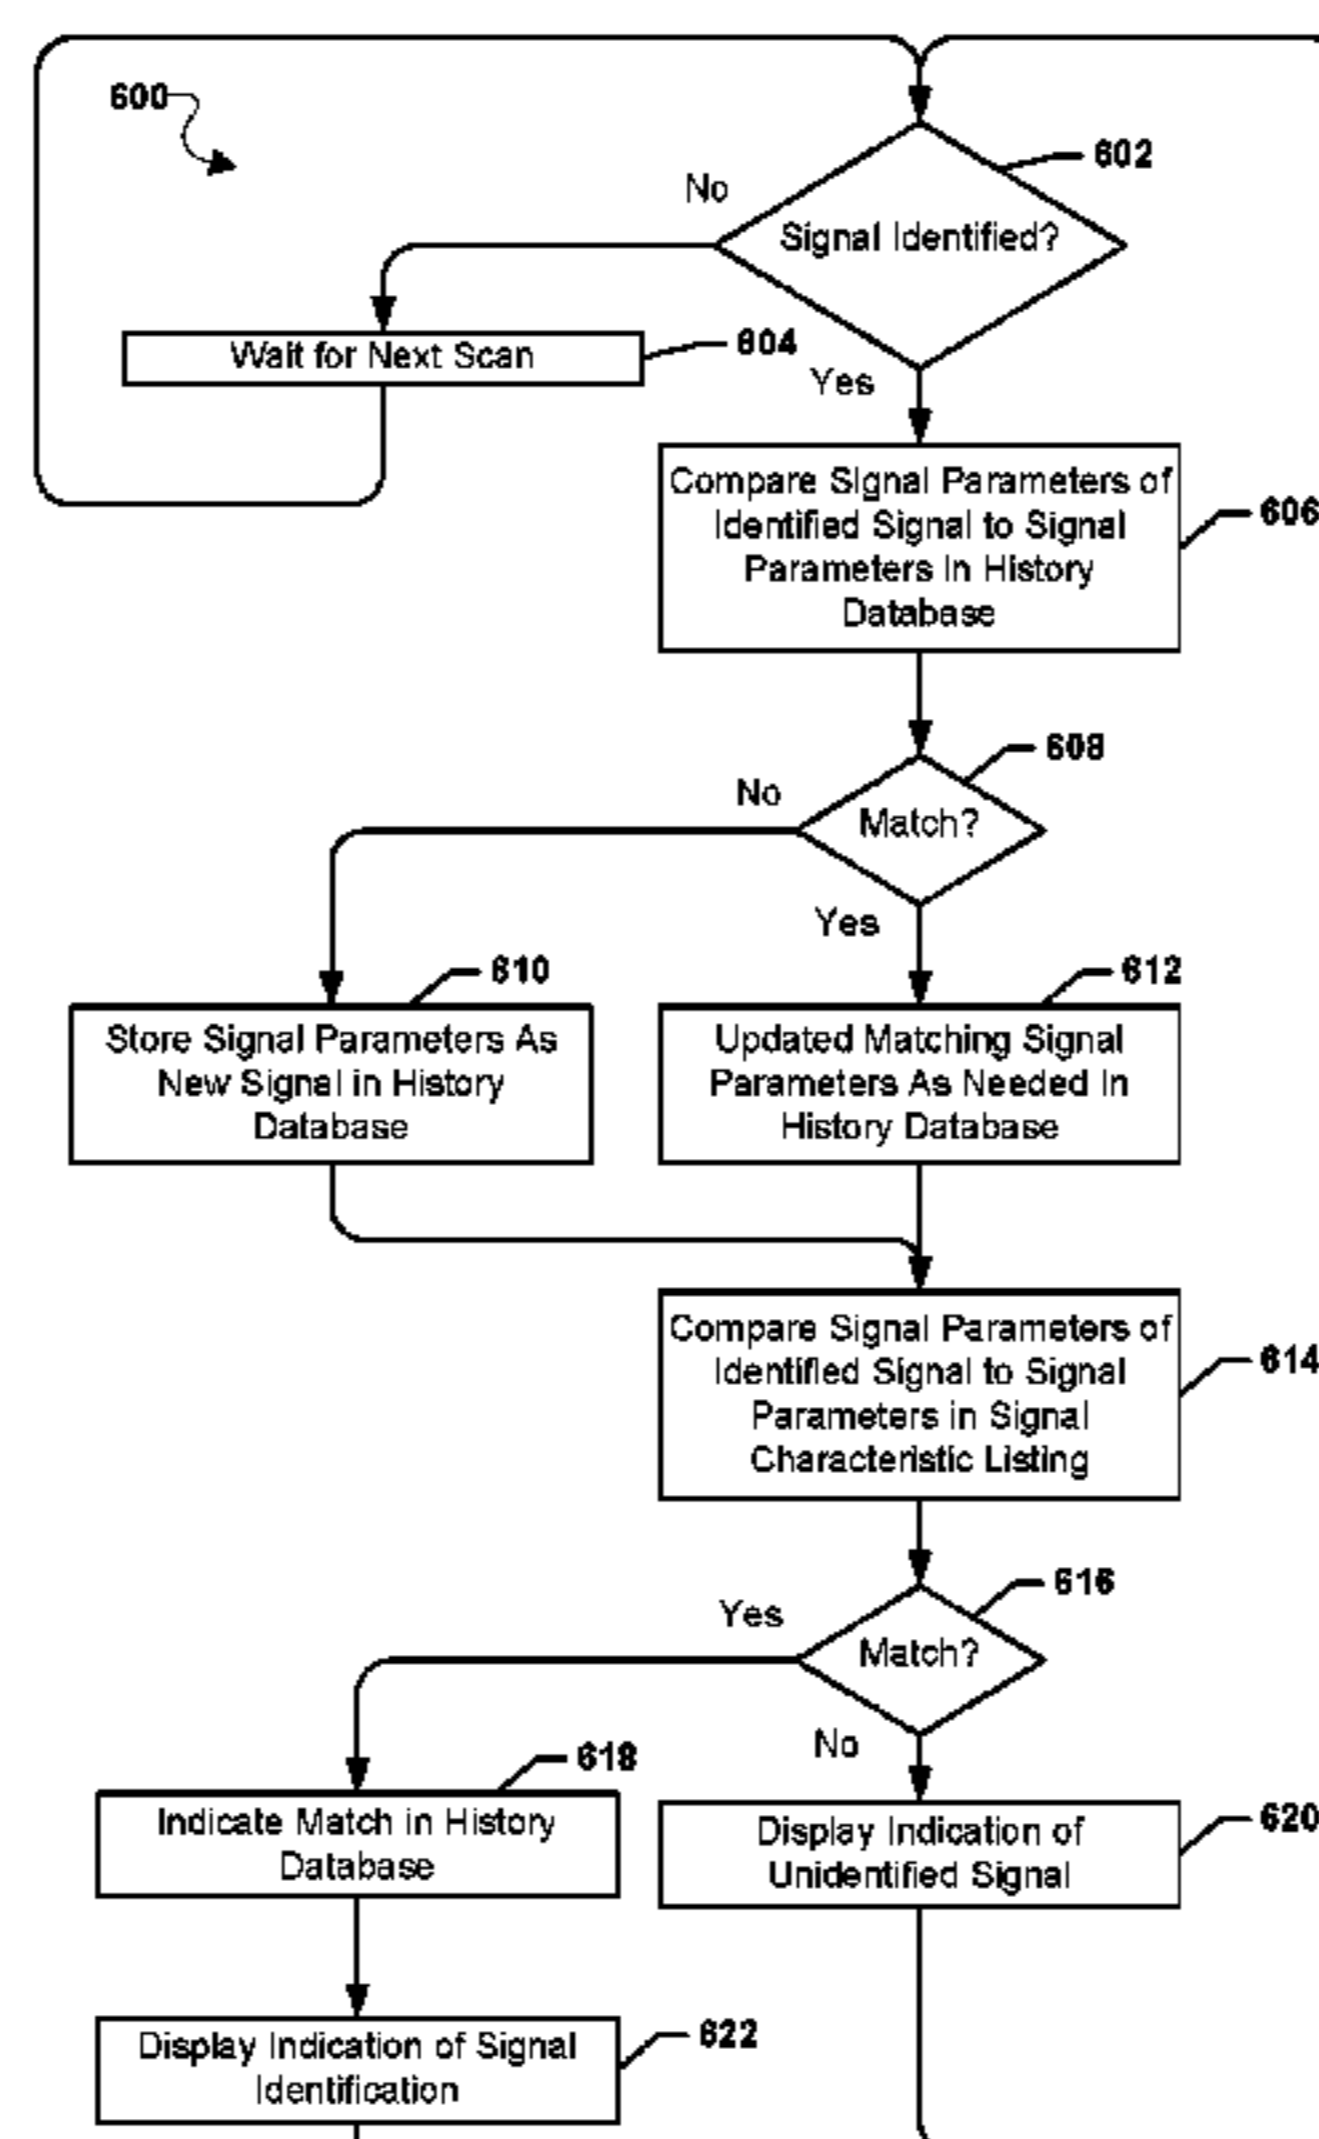 600
602
No
Signal Identified?
Wait for Next Scan
604
Yes
Compare Signal Parameters of
Identified Signal to Signal
Parameters In History
Database
606
608
No
Match?
Yes
610
612
Store Signal Parameters As
New Signal in History
Database
Updated Matching Signal
Parameters As Needed In
History Database
Compare Signal Parameters of
Identified Signal to Signal
Parameters in Signal
Characteristic Listing
614
616
Yes
Match?
No
618
Indicate Match in History
Database
Display Indication of
Unidentified Signal
620
Display Indication of Signal
Identification
622